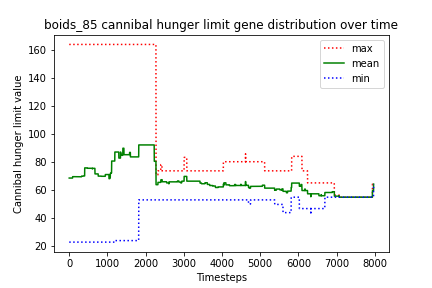 boids_85 cannibal hunger limit gene distribution over time
max
mean
min
Cannibal hunger limit value
160
140
120
100
80
60
40
20
0 1000 2000 3000 4000 5000 6000 7000 8000
Timesteps